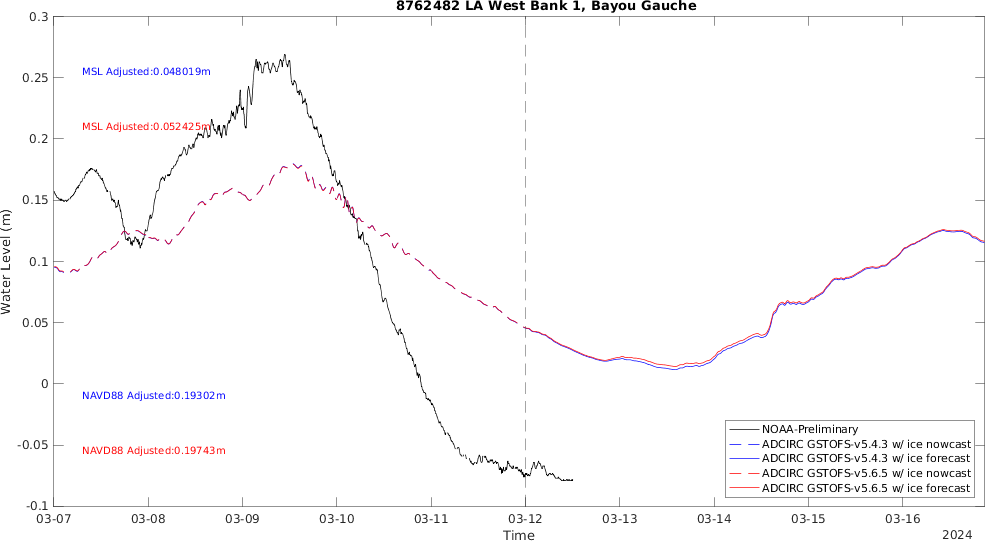 8762482 LA West Bank 1, Bayou Gauche
0.3
0.25
0.2
0.15
0.1
0.05
0
-0.05
-0.1
Water Level (m)
MSL Adjusted:0.048019m
MSL Adjusted:0.052425m
NAVD88 Adjusted:0.19302m
NAVD88 Adjusted:0.19743m
NOAA-Preliminary
ADCIRC GSTOFS-v5.4.3 w/ ice nowcast
ADCIRC GSTOFS-v5.4.3 w/ ice forecast
ADCIRC GSTOFS-v5.6.5 w/ ice nowcast
ADCIRC GSTOFS-v5.6.5 w/ ice forecast
03-07 03-08 03-09 03-10 03-11 03-12 03-13 03-14 03-15 03-16
Time
2024